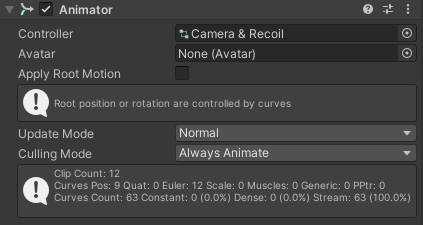 Animator
Controller Camera & Recoil
Avatar None (Avatar)
Apply Root Motion
Root position or rotation are controlled by curves
Update Mode Normal
Culling Mode Always Animate
Clip Count: 12
Curves Pos: 9 Quat: 0 Euler: 12 Scale: 0 Muscles: 0 Generic: 0 PPtr: 0
Curves Count: 63 Constant: 0 (0.0%) Dense: 0 (0.0%) Stream: 63 (100.0%)